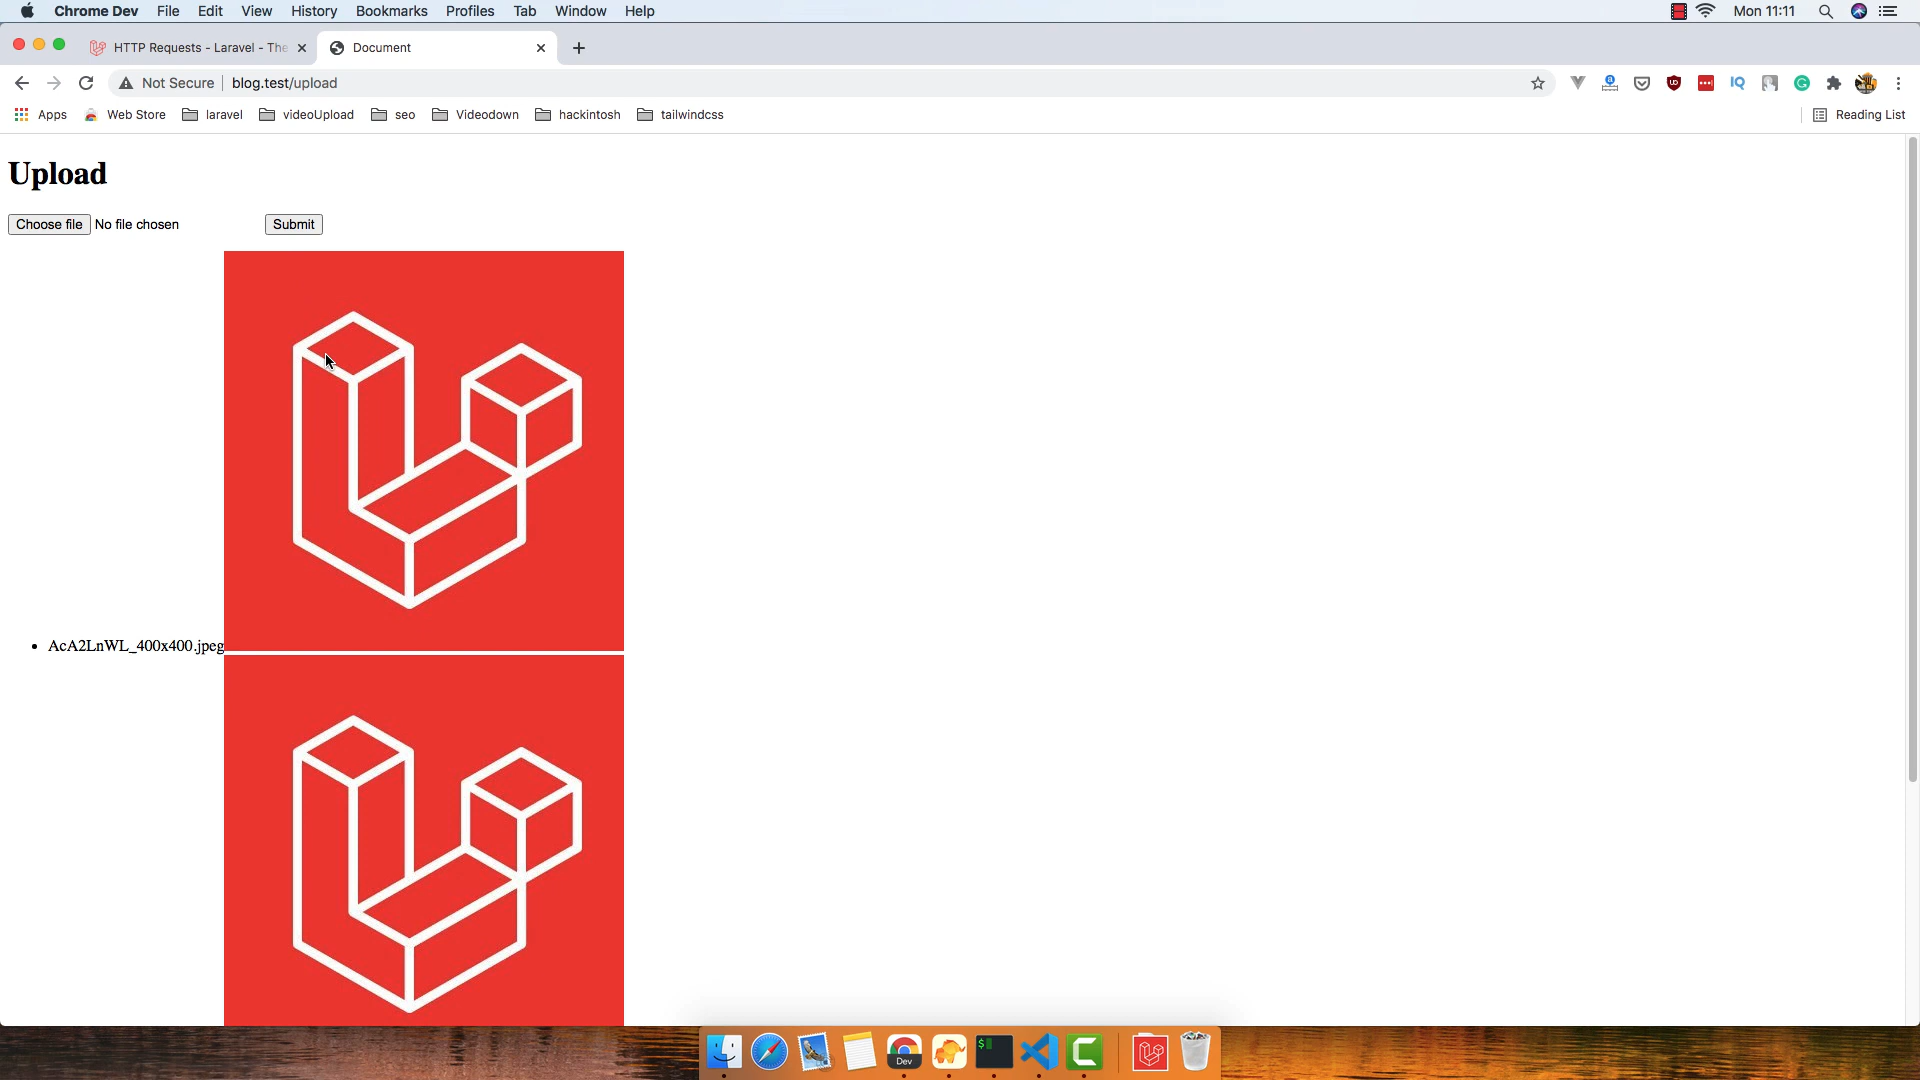 Chrome Dev File Edit View History Bookmarks Profiles Tab Window Help Mon 11:11
HTTP Requests - Laravel - The Document
Not Secure blog.test/upload
Apps Web Store laravel videoUpload seo Videodown hackintosh tailwindcss Reading List
Upload
Choose file No file chosen Submit
AcA2LnWL_400x400.jpeg
Dev